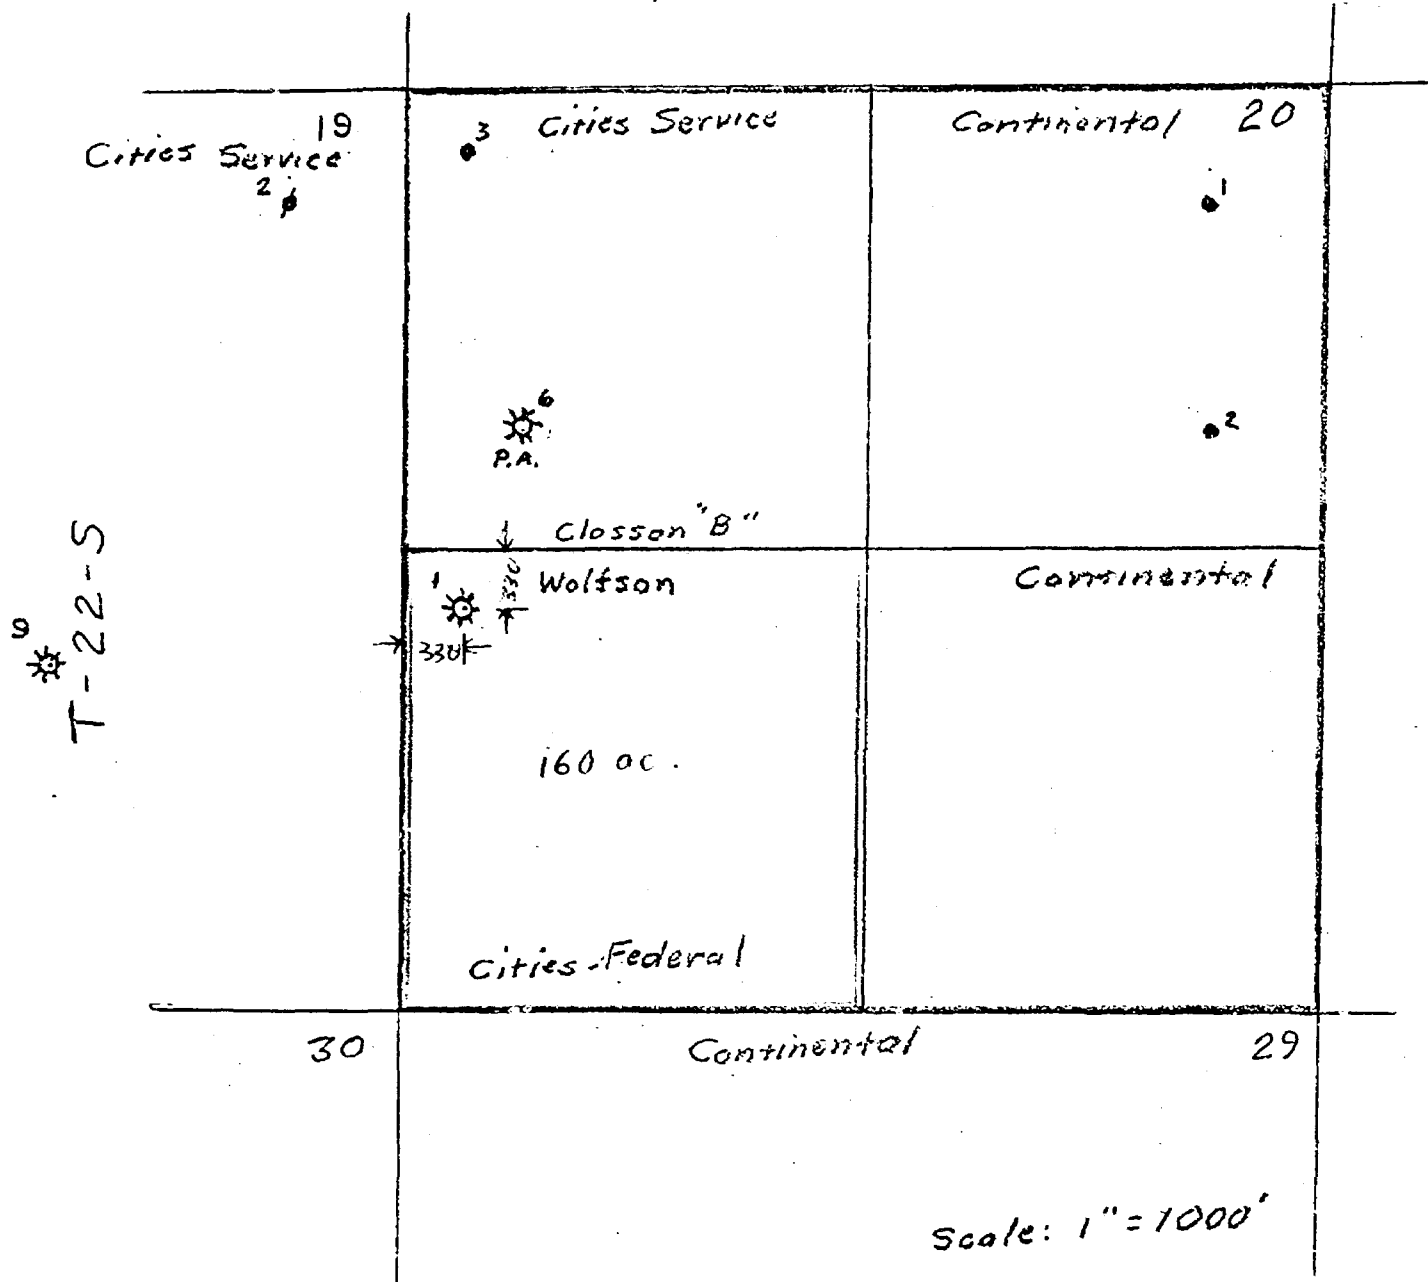 19
Cities Service
2
3
Cities Service
Continental 20
1
6
P.A.
2
Closson "B"
1
330
Wolfson
Continental
330
9
T-22-S
160 ac.
Cities-Federal
30
Continental
29
Scale: 1" = 1000'